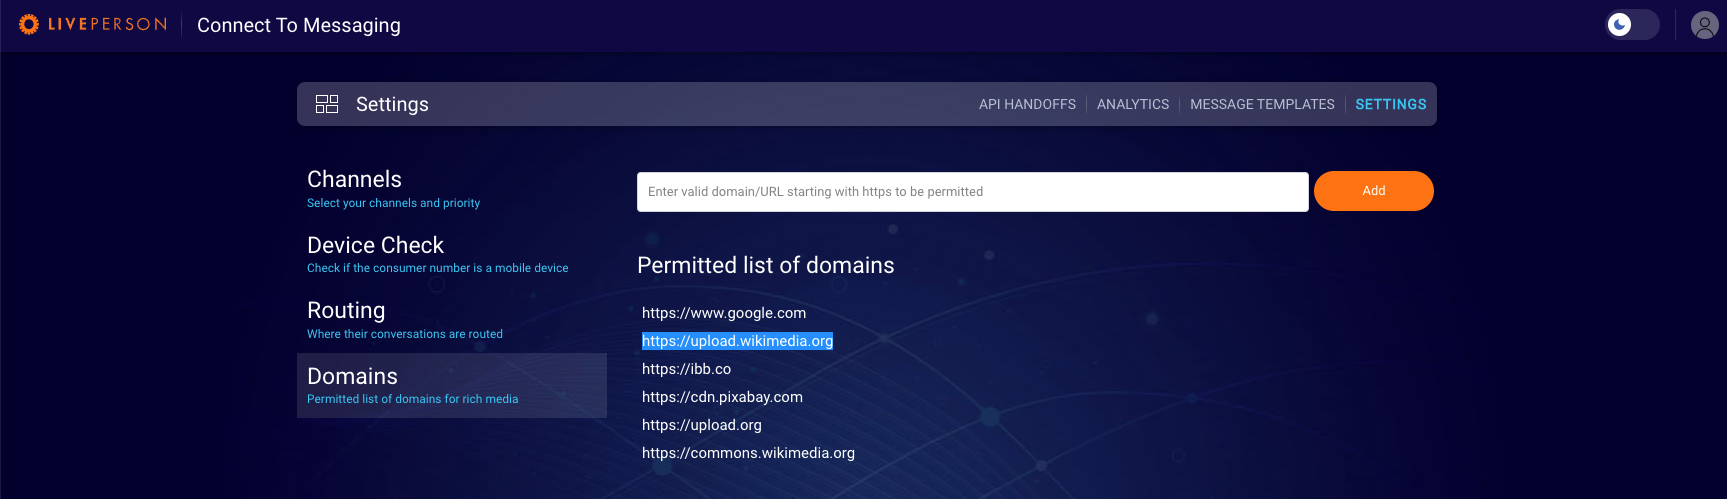 LIVEPERSON Connect To Messaging
Settings API HANDOFFS ANALYTICS MESSAGE TEMPLATES SETTINGS
Channels
Select your channels and priority
Device Check
Check if the consumer number is a mobile device
Routing
Where their conversations are routed
Domains
Permitted list of domains for rich media
Enter valid domain/URL starting with https to be permitted Add
Permitted list of domains
https://www.google.com
https://upload.wikimedia.org
https://ibb.co
https://cdn.pixabay.com
https://upload.org
https://commons.wikimedia.org